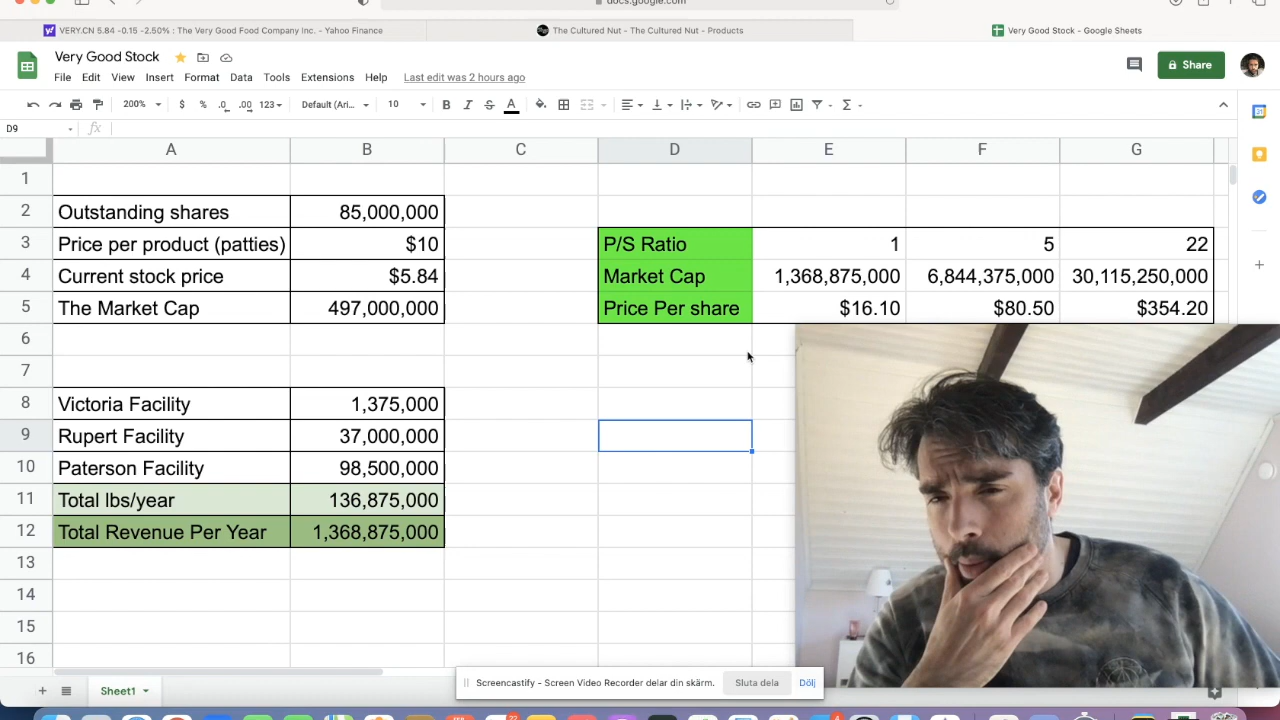 docs.google.com
VERY.CN 5.84 -0.15 -2.50% : The Very Good Food Company Inc. - Yahoo Finance
The Cultured Nut - The Cultured Nut - Products
Very Good Stock - Google Sheets
Very Good Stock
File Edit View Insert Format Data Tools Extensions Help Last edit was 2 hours ago
Share
200% $ % .0 .00 123 Default (Ari... 10 B I S A Σ
D9 fx
A B C D E F G
1
2 Outstanding shares 85,000,000
3 Price per product (patties) $10 P/S Ratio 1 5 22
4 Current stock price $5.84 Market Cap 1,368,875,000 6,844,375,000 30,115,250,000
5 The Market Cap 497,000,000 Price Per share $16.10 $80.50 $354.20
6
7
8 Victoria Facility 1,375,000
9 Rupert Facility 37,000,000
10 Paterson Facility 98,500,000
11 Total lbs/year 136,875,000
12 Total Revenue Per Year 1,368,875,000
13
14
15
16
Screencastify - Screen Video Recorder delar din skärm. Sluta dela Dölj
Sheet1